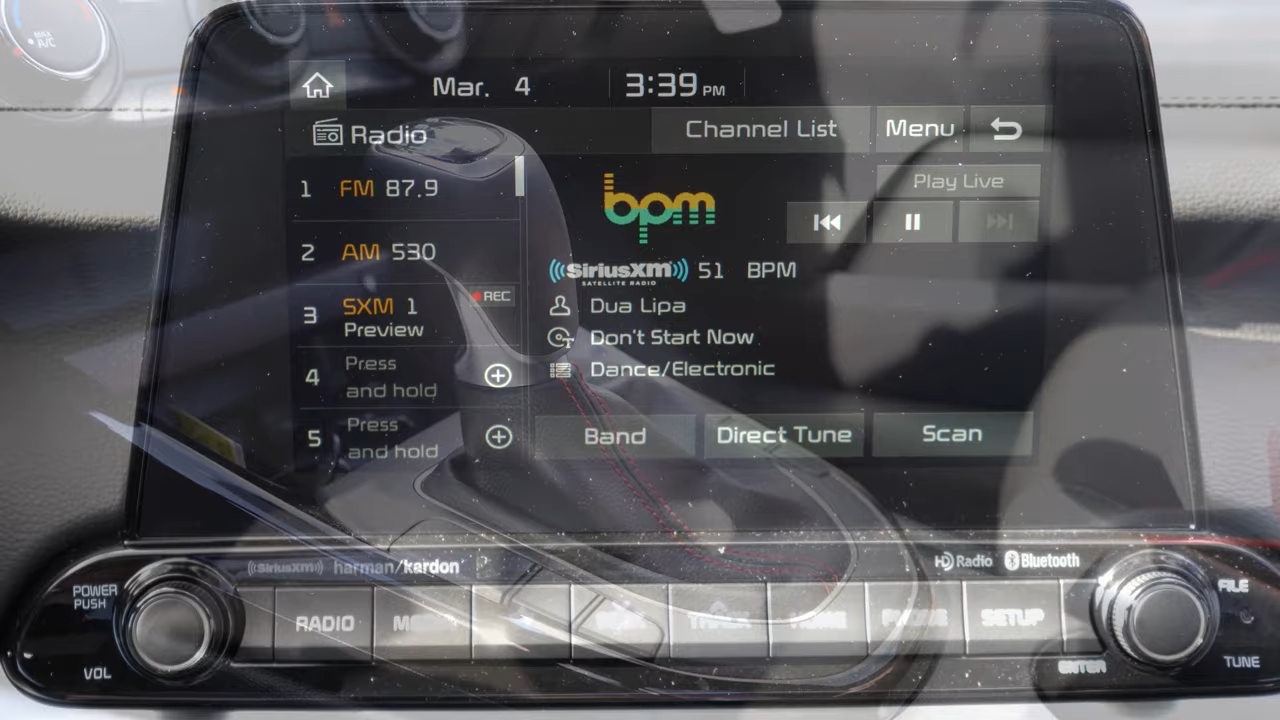 MAX
A/C
Mar. 4 3:39 PM
Radio Channel List Menu
1 FM 87.9
Play Live
bpm
2 AM 530
((SiriusXM)) 51 BPM
SATELLITE RADIO
3 SXM 1 REC
Preview
Dua Lipa
Don't Start Now
Dance/Electronic
4 Press
and hold
5 Press
and hold
Band Direct Tune Scan
((SiriusXM)) harman/kardon HD Radio Bluetooth
POWER
PUSH
FILE
RADIO SETUP
VOL
ENTER
TUNE